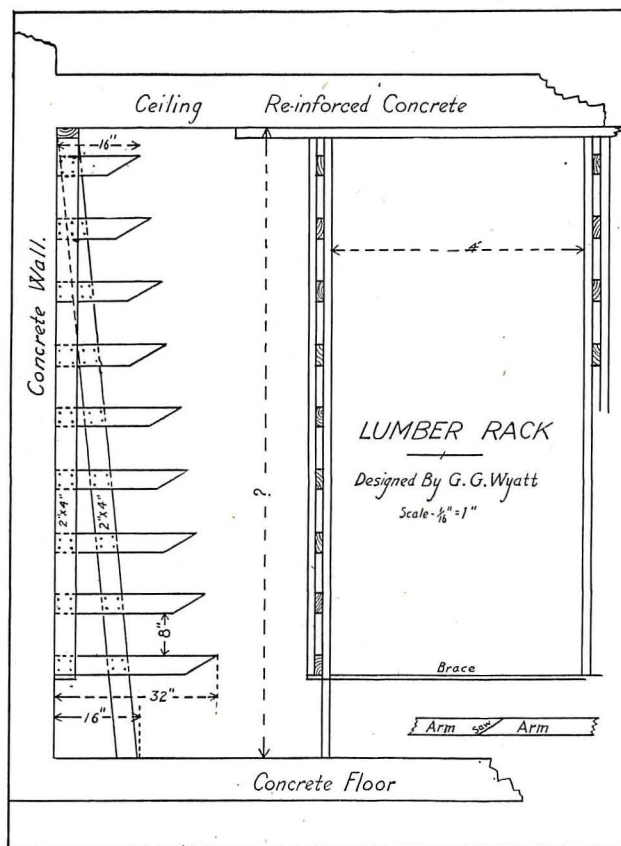 Ceiling Re-inforced Concrete
16"
Concrete Wall.
4'
LUMBER RACK
Designed By G.G. Wyatt
Scale - 1/16" = 1"
?
2"x4"
2"x4"
8"
Brace
32"
16"
Arm Saw Arm
Concrete Floor